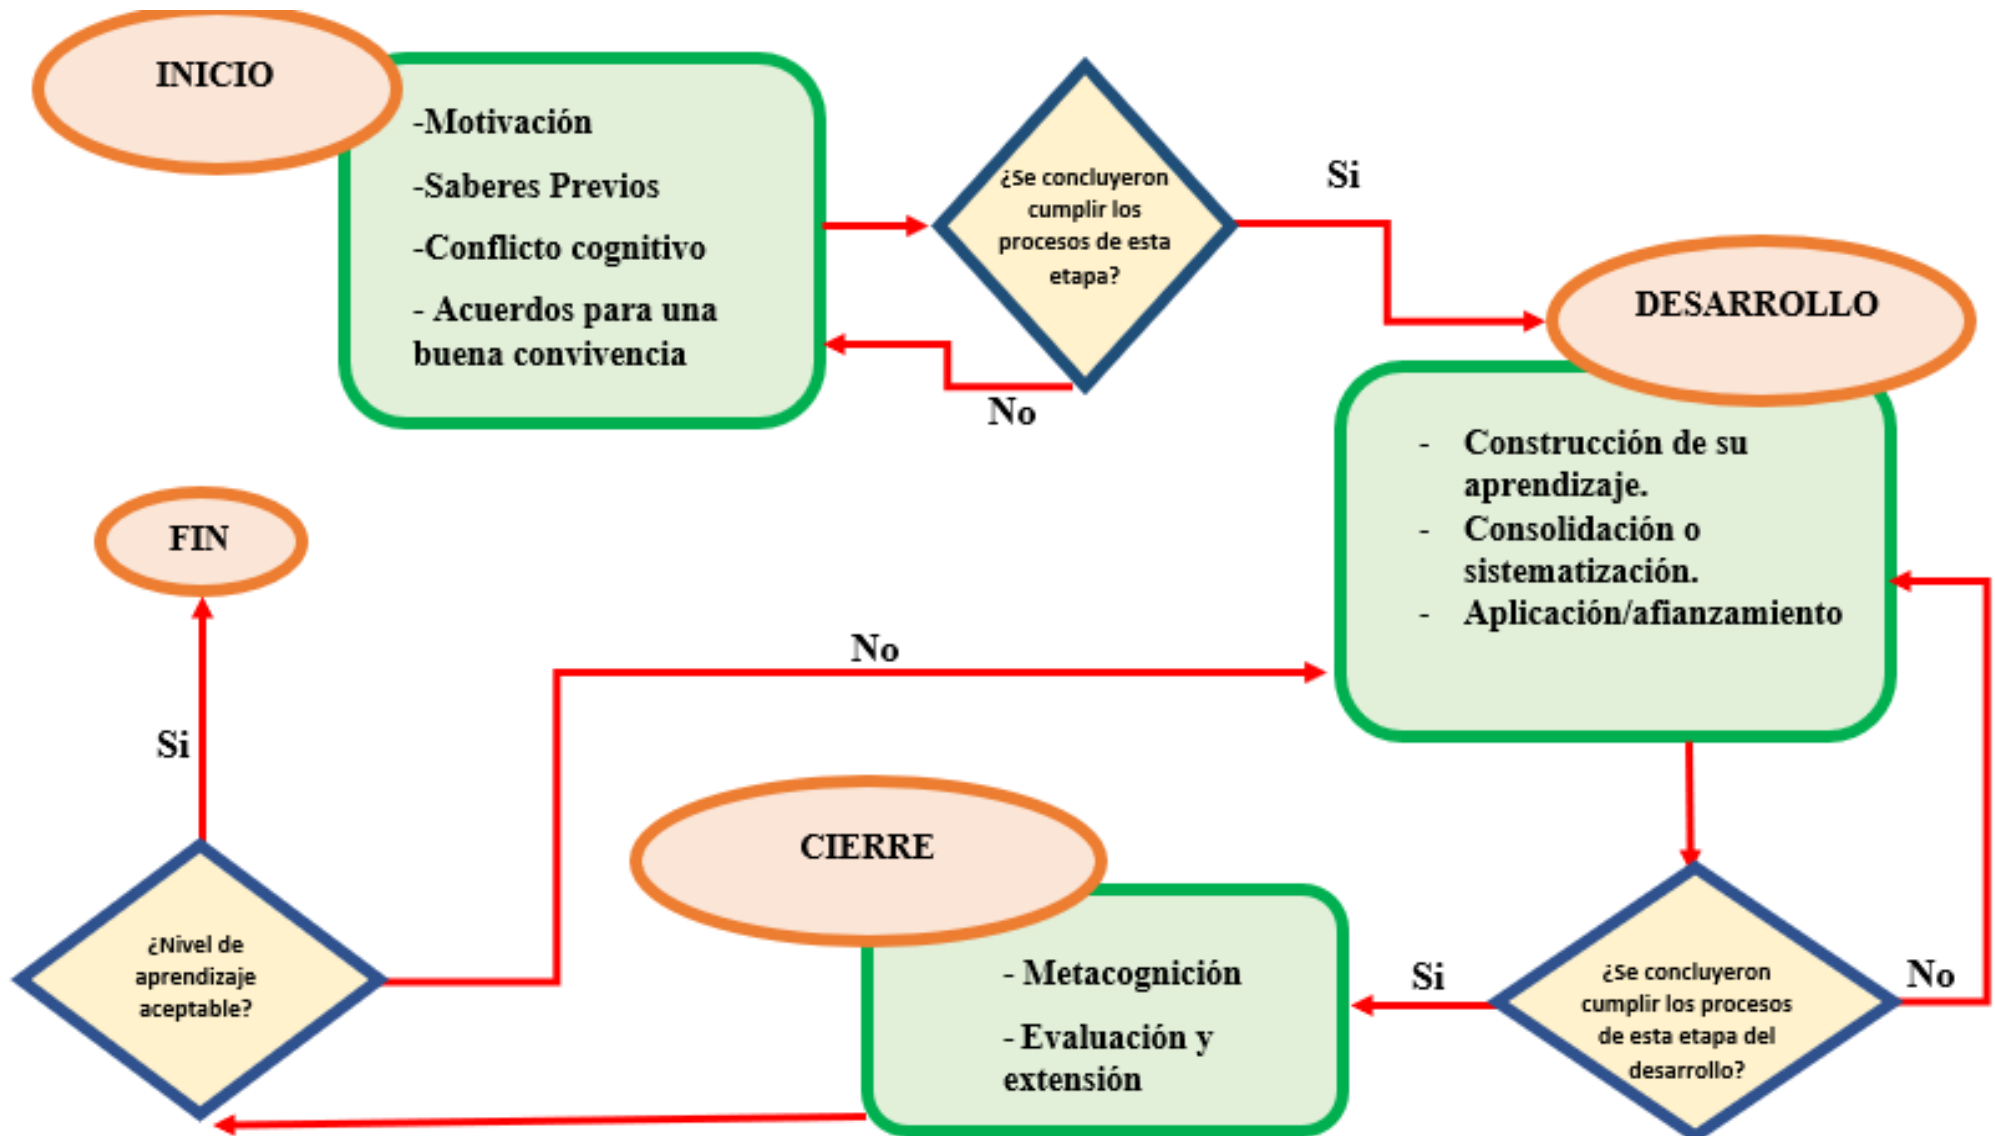 INICIO
-Motivación
-Saberes Previos
-Conflicto cognitivo
- Acuerdos para una
buena convivencia
¿Se concluyeron
cumplir los
procesos de esta
etapa?
Si
No
DESARROLLO
- Construcción de su
aprendizaje.
- Consolidación o
sistematización.
- Aplicación/afianzamiento
FIN
No
Si
CIERRE
- Metacognición
- Evaluación y
extensión
Si
¿Se concluyeron
cumplir los procesos
de esta etapa del
desarrollo?
No
¿Nivel de
aprendizaje
aceptable?